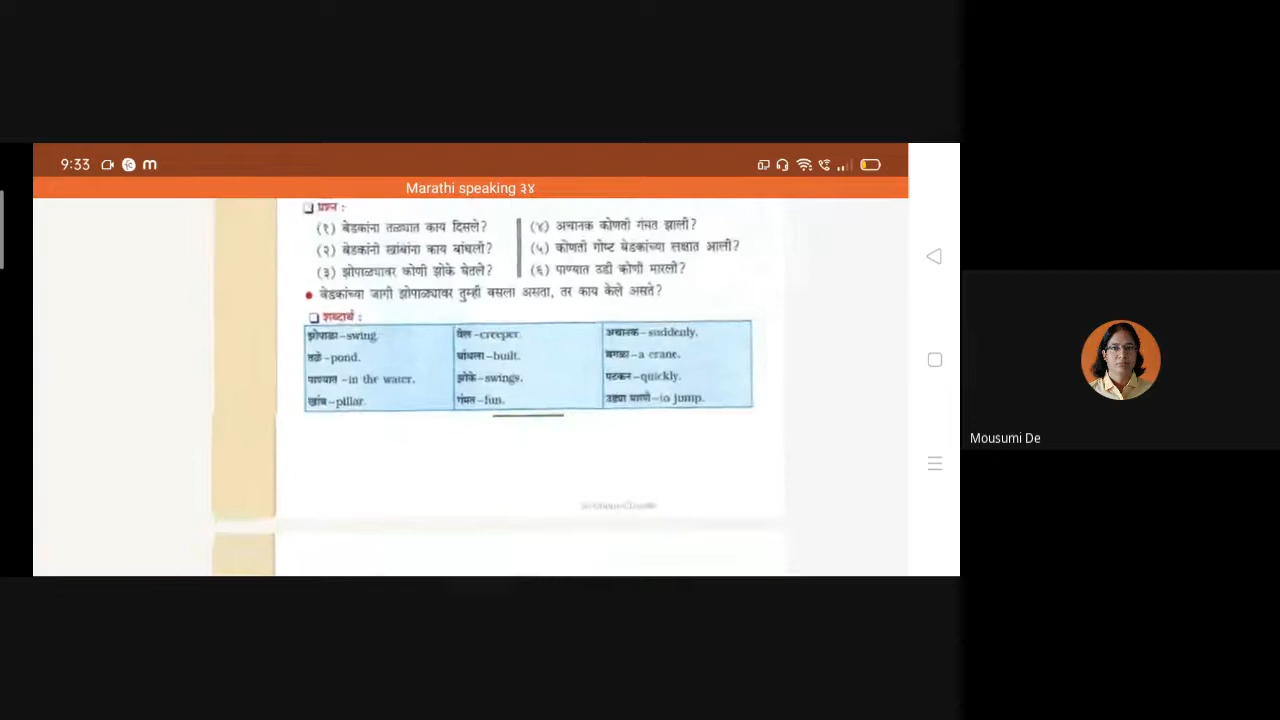 9:33
Marathi speaking ३४
❑ प्रश्न :
(१) बेडकांना तळ्यात काय दिसले?
(२) बेडकांनी खांबांना काय बांधली?
(३) झोपाळ्यावर कोणी झोके घेतले?
(४) अचानक कोणती गंमत झाली?
(५) कोणती गोष्ट बेडकांच्या लक्षात आली?
(६) पाण्यात उडी कोणी मारली?
● बेडकांच्या जागी झोपाळ्यावर तुम्ही बसला असता, तर काय केले असते?
❑ शब्दार्थ :
झोपाळा–swing. वेल–creeper. अचानक–suddenly.
तळे–pond. बांधला–built. बगळा–a crane.
पाण्यात –in the water. झोके–swings. पटकन–quickly.
खांब–pillar. गंमत–fun. उड्या मारणे–to jump.
Mousumi De